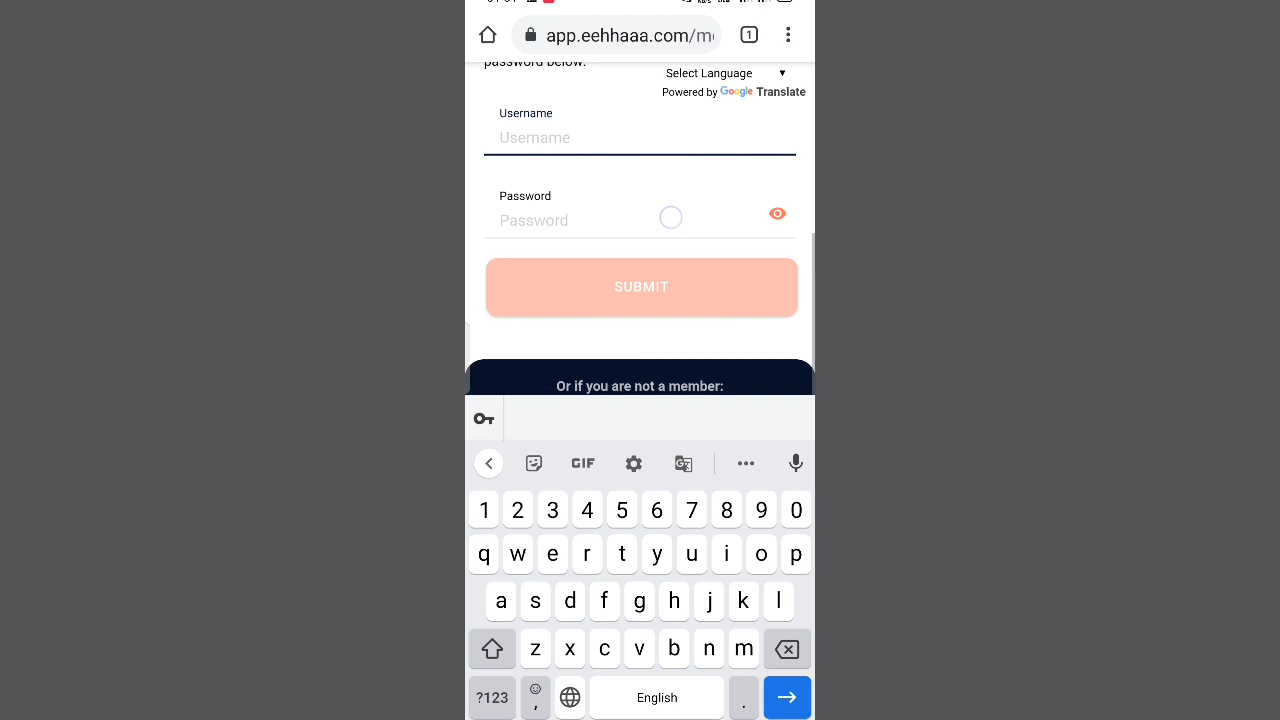 app.eehhaaa.com/m
1
password below.
Select Language ▼
Powered by Google Translate
Username
Username
Password
Password
SUBMIT
Or if you are not a member:
GIF
1 2 3 4 5 6 7 8 9 0
q w e r t y u i o p
a s d f g h j k l
z x c v b n m
?123 , English .